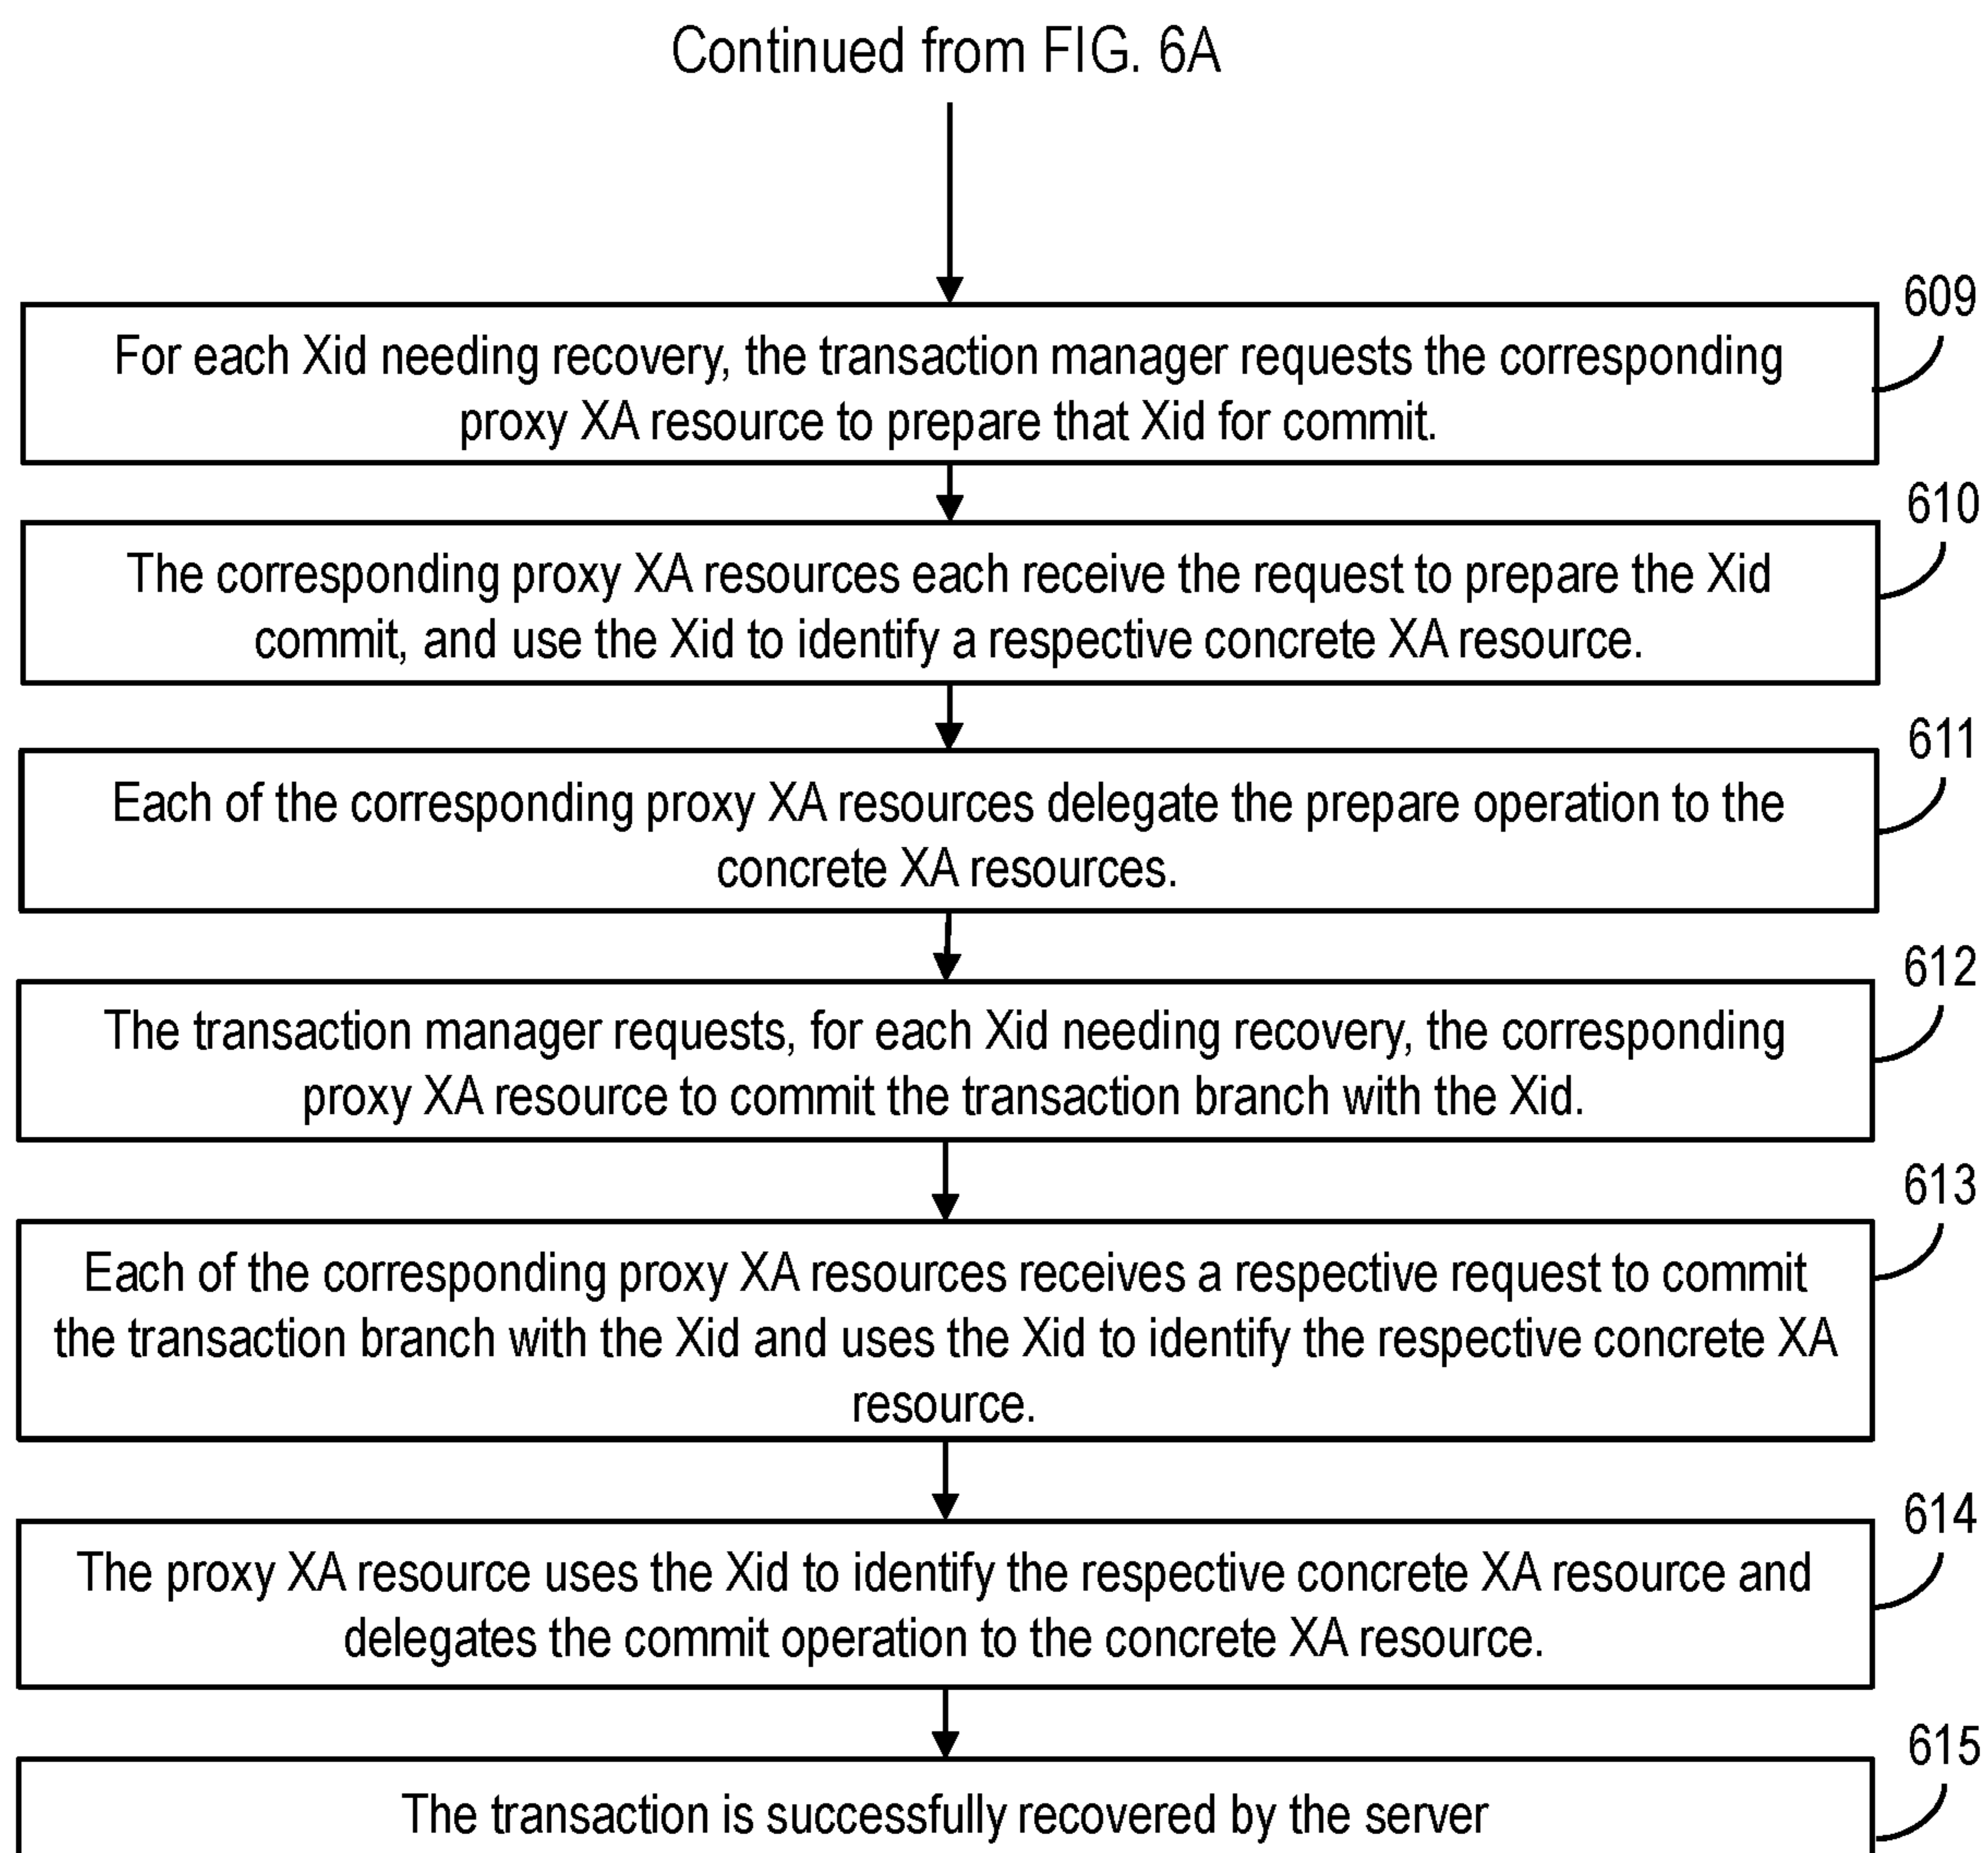 Continued from FIG. 6A
609
For each Xid needing recovery, the transaction manager requests the corresponding
proxy XA resource to prepare that Xid for commit.
610
The corresponding proxy XA resources each receive the request to prepare the Xid
commit, and use the Xid to identify a respective concrete XA resource.
611
Each of the corresponding proxy XA resources delegate the prepare operation to the
concrete XA resources.
612
The transaction manager requests, for each Xid needing recovery, the corresponding
proxy XA resource to commit the transaction branch with the Xid.
613
Each of the corresponding proxy XA resources receives a respective request to commit
the transaction branch with the Xid and uses the Xid to identify the respective concrete XA
resource.
614
The proxy XA resource uses the Xid to identify the respective concrete XA resource and
delegates the commit operation to the concrete XA resource.
615
The transaction is successfully recovered by the server